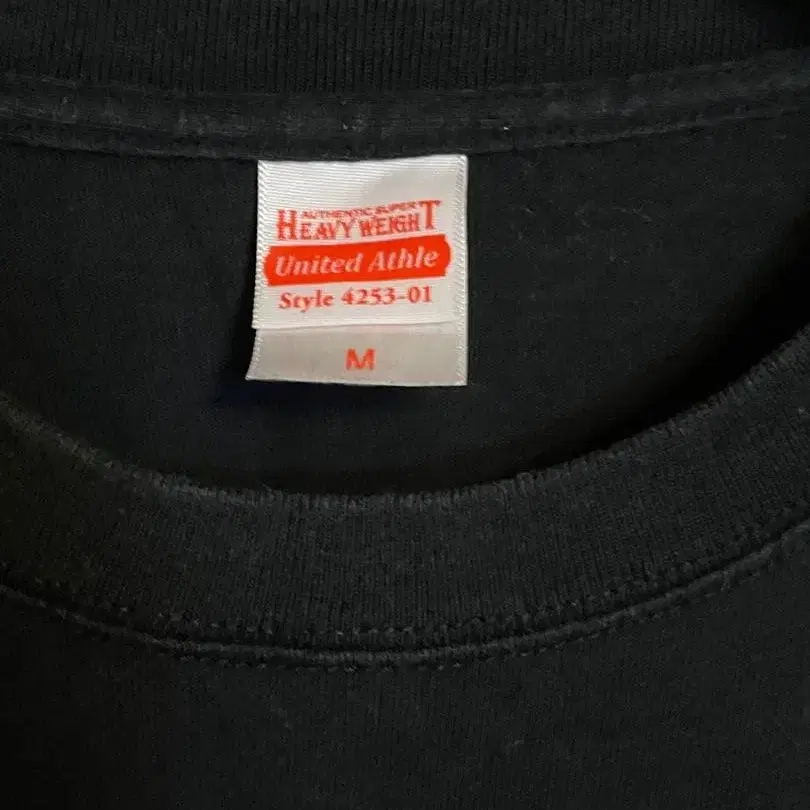 AUTHENTIC SUPER
HEAVY WEIGHT
United Athle
Style 4253-01
M